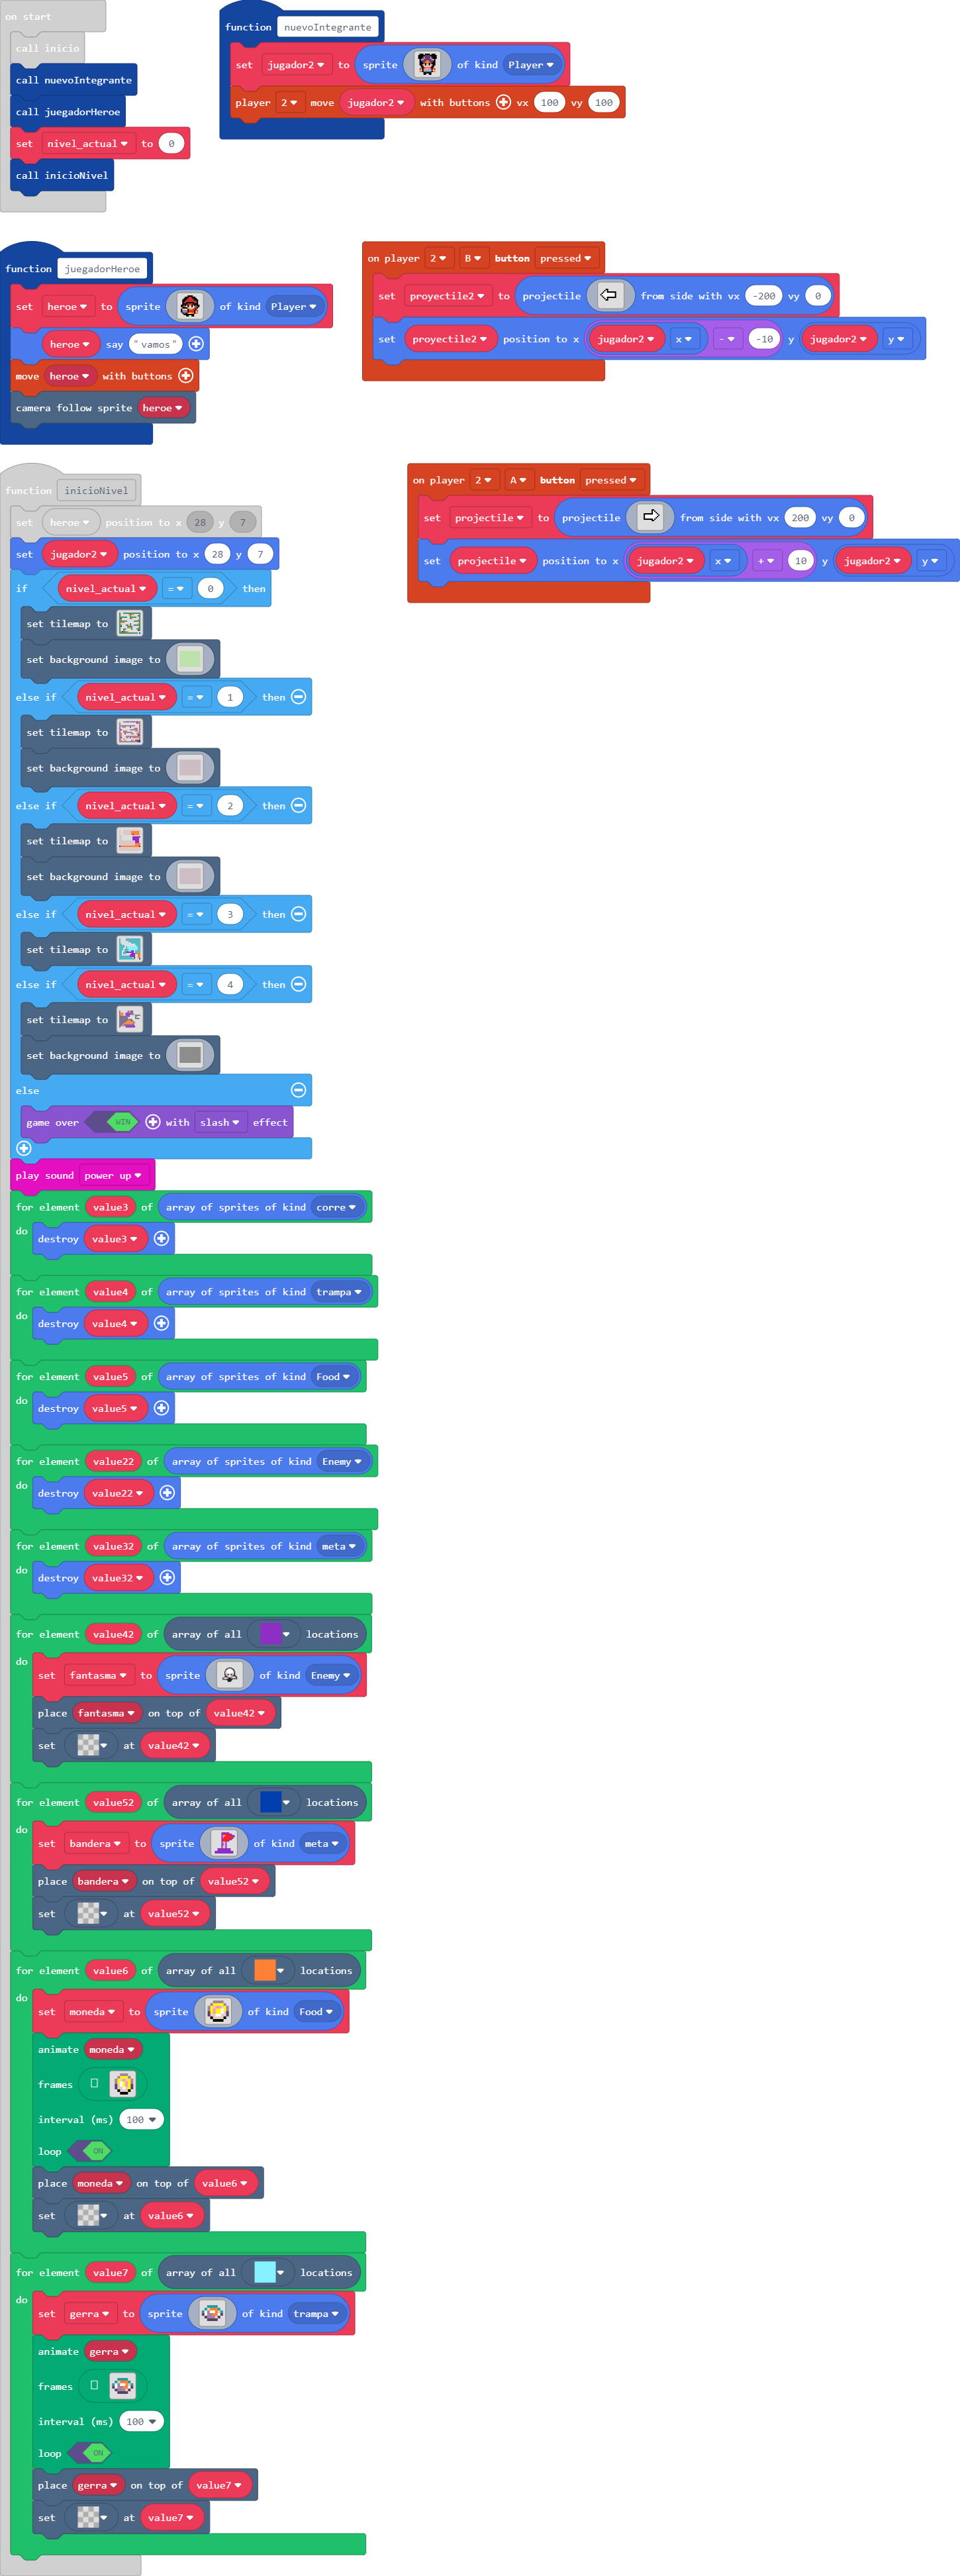 on start
call inicio
call nuevoIntegrante
call juegadorHeroe
set nivel_actual to 0
call inicioNivel
function nuevoIntegrante
set jugador2 to sprite of kind Player
player 2 move jugador2 with buttons vx 100 vy 100
function juegadorHeroe
set heroe to sprite of kind Player
heroe say "vamos"
move heroe with buttons
camera follow sprite heroe
on player 2 B button pressed
set proyectile2 to projectile from side with vx -200 vy 0
set proyectile2 position to x jugador2 x - -10 y jugador2 y
function inicioNivel
set heroe position to x 28 y 7
set jugador2 position to x 28 y 7
if nivel_actual = 0 then
set tilemap to
set background image to
else if nivel_actual = 1 then
set tilemap to
set background image to
else if nivel_actual = 2 then
set tilemap to
set background image to
else if nivel_actual = 3 then
set tilemap to
else if nivel_actual = 4 then
set tilemap to
set background image to
else
game over WIN with slash effect
play sound power up
for element value3 of array of sprites of kind corre
do destroy value3
for element value4 of array of sprites of kind trampa
do destroy value4
for element value5 of array of sprites of kind Food
do destroy value5
for element value22 of array of sprites of kind Enemy
do destroy value22
for element value32 of array of sprites of kind meta
do destroy value32
for element value42 of array of all locations
do set fantasma to sprite of kind Enemy
place fantasma on top of value42
set at value42
for element value52 of array of all locations
do set bandera to sprite of kind meta
place bandera on top of value52
set at value52
for element value6 of array of all locations
do set moneda to sprite of kind Food
animate moneda
frames
interval (ms) 100
loop ON
place moneda on top of value6
set at value6
for element value7 of array of all locations
do set gerra to sprite of kind trampa
animate gerra
frames
interval (ms) 100
loop ON
place gerra on top of value7
set at value7
on player 2 A button pressed
set projectile to projectile from side with vx 200 vy 0
set projectile position to x jugador2 x + 10 y jugador2 y